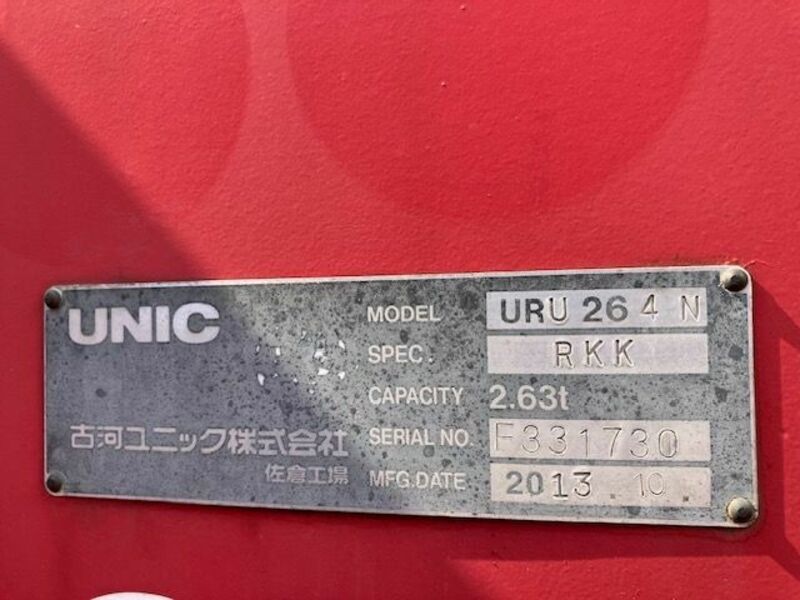 UNIC
MODEL URU 26 4 N
SPEC. RKK
CAPACITY 2.63t
古河ユニック株式会社
SERIAL NO. F331730
佐倉工場
MFG.DATE 2013.10.